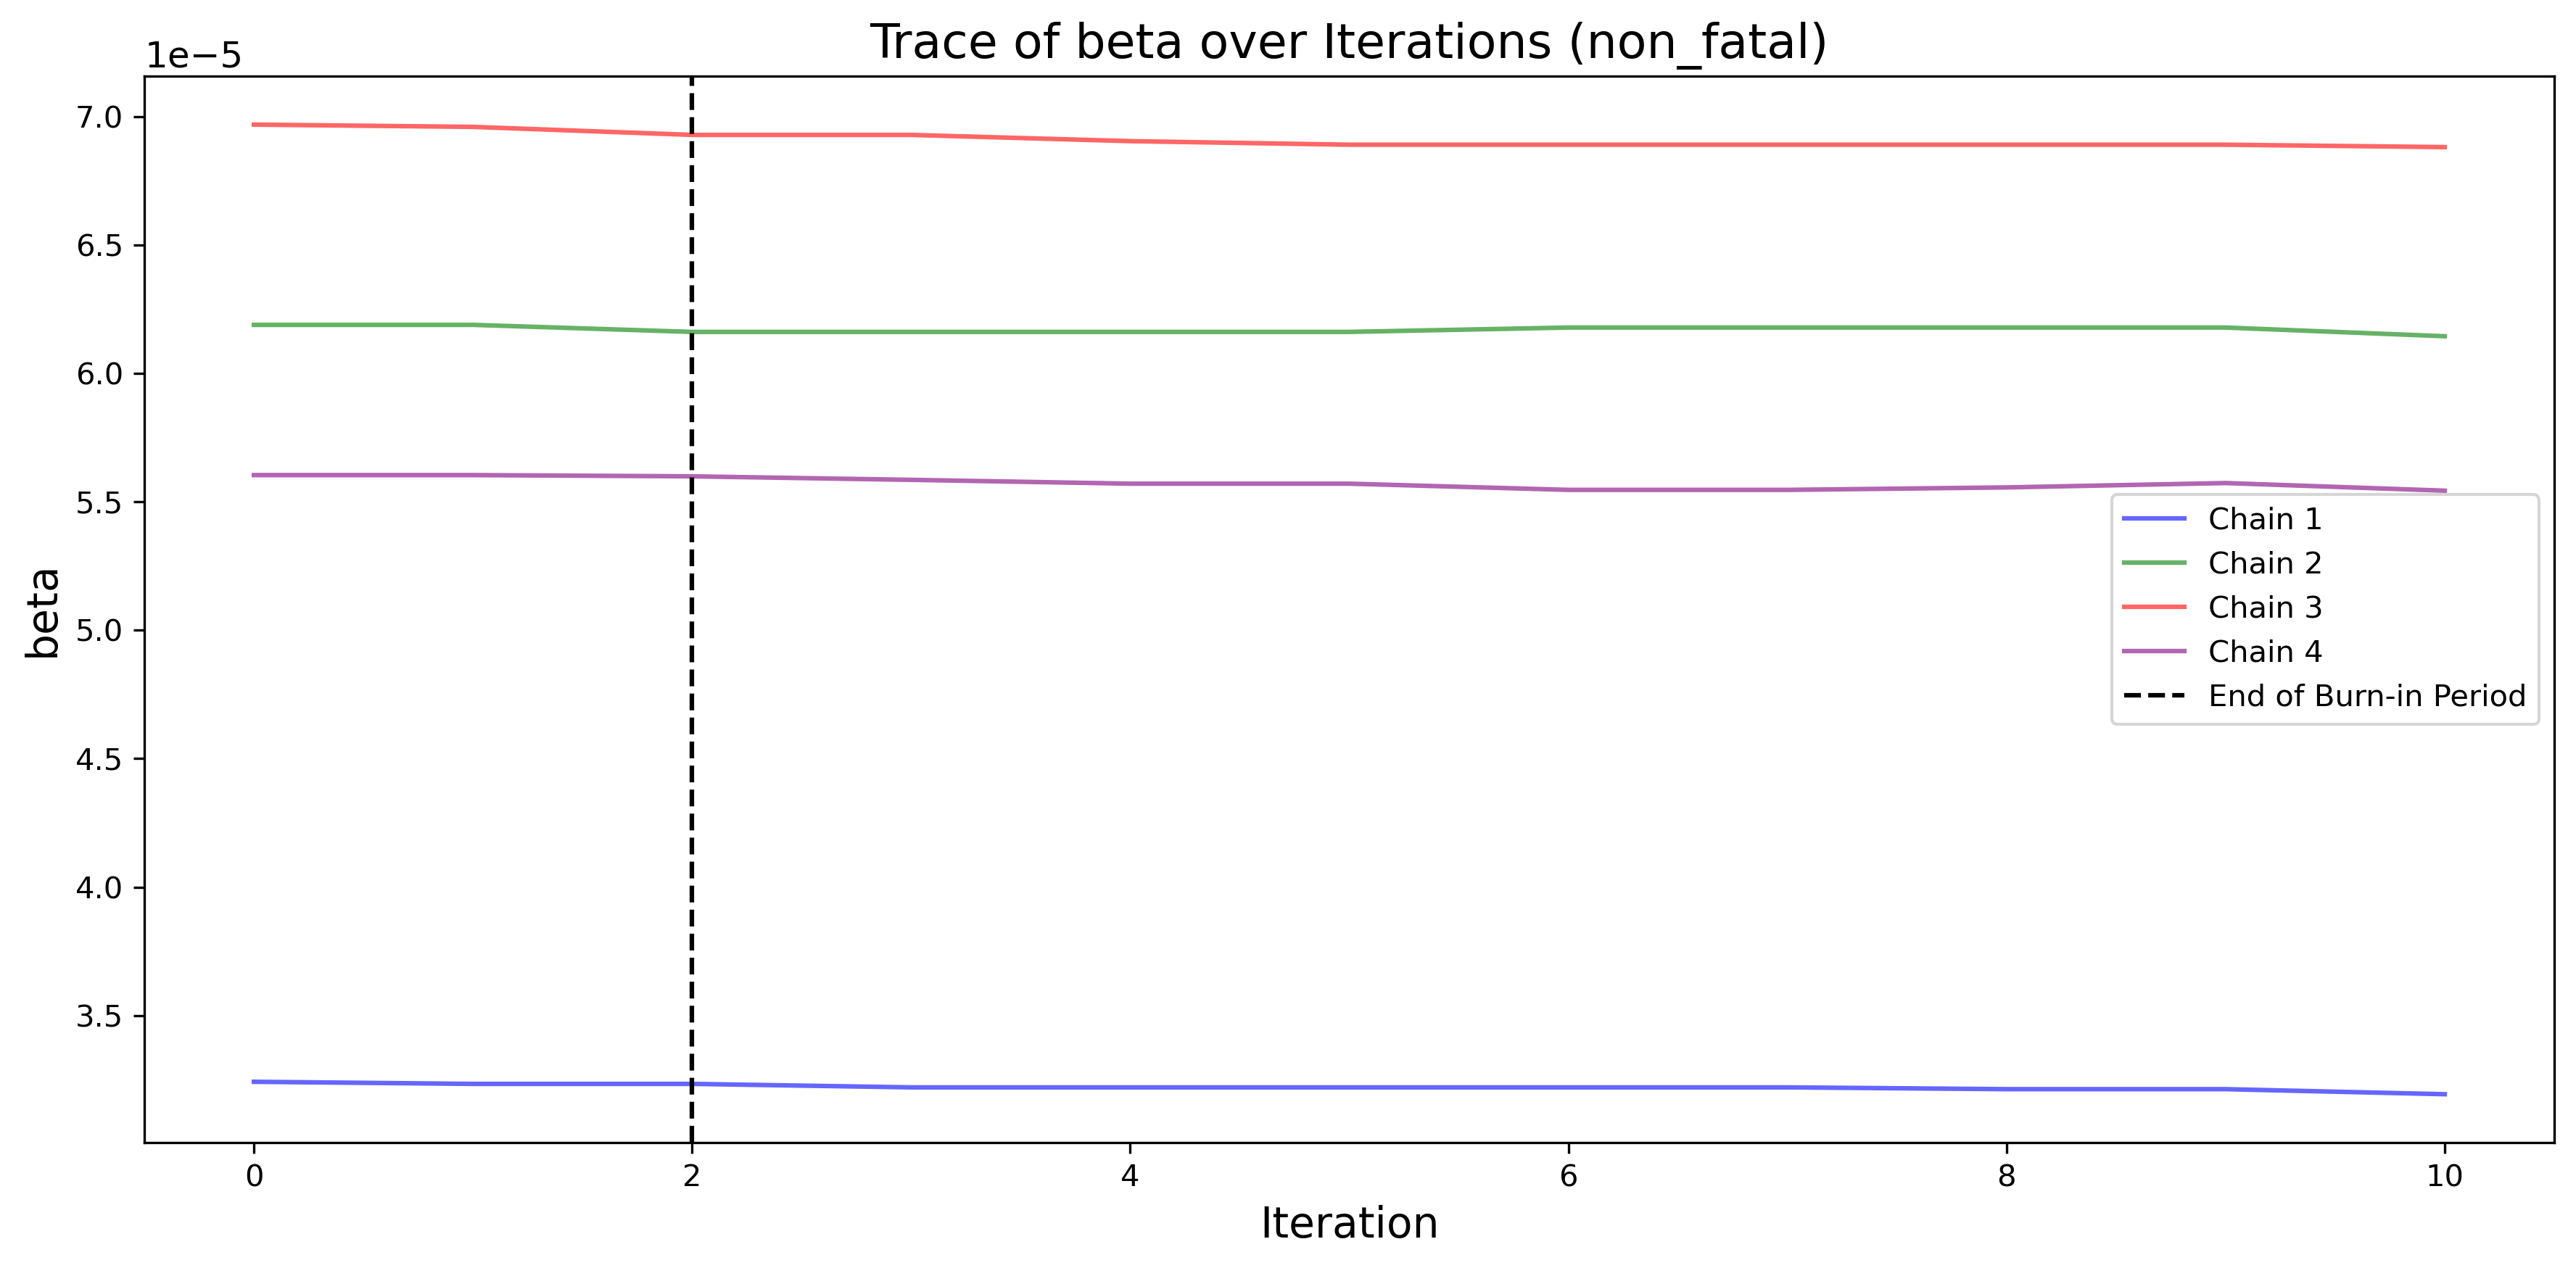 Trace of beta over Iterations (non_fatal)
1e−5
7.0
6.5
6.0
5.5
5.0
4.5
4.0
3.5
beta
Chain 1
Chain 2
Chain 3
Chain 4
End of Burn-in Period
0 2 4 6 8 10
Iteration